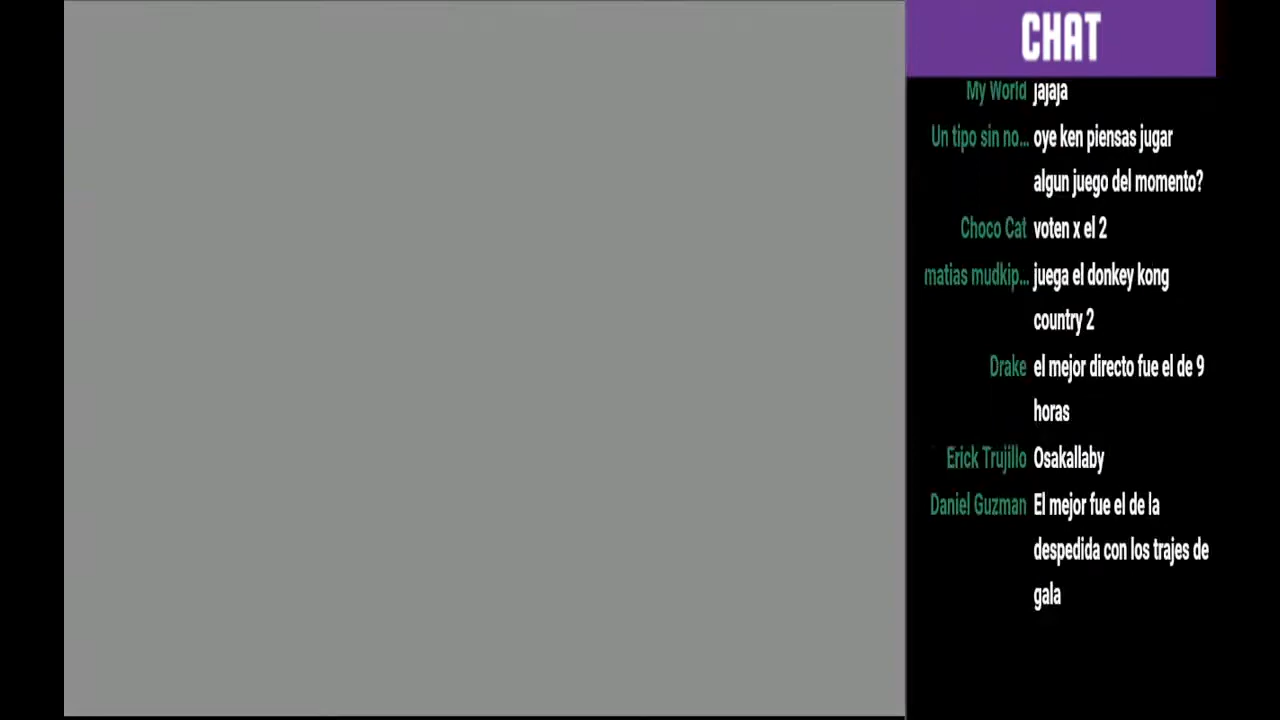 CHAT
My World jajaja
Un tipo sin no... oye ken piensas jugar
algun juego del momento?
Choco Cat voten x el 2
matias mudkip... juega el donkey kong
country 2
Drake el mejor directo fue el de 9
horas
Erick Trujillo Osakallaby
Daniel Guzman El mejor fue el de la
despedida con los trajes de
gala